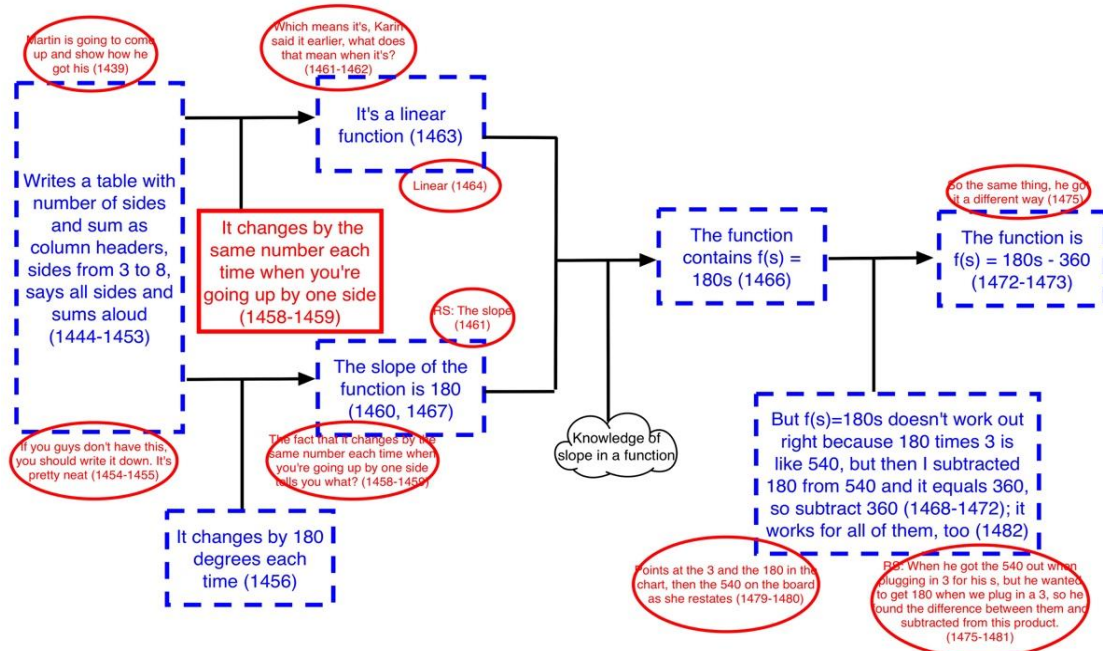 Martin is going to come
up and show how he
got his (1439)
Which means it's, Karin
said it earlier, what does
that mean when it's?
(1461-1462)
It's a linear
function (1463)
Linear (1464)
Writes a table with
number of sides
and sum as
column headers,
sides from 3 to 8,
says all sides and
sums aloud
(1444-1453)
It changes by the
same number each
time when you're
going up by one side
(1458-1459)
RS: The slope
(1461)
The slope of the
function is 180
(1460, 1467)
If you guys don't have this,
you should write it down. It's
pretty neat (1454-1455)
The fact that it changes by the
same number each time when
you're going up by one side
tells you what? (1458-1459)
It changes by 180
degrees each
time (1456)
Knowledge of
slope in a function
The function
contains f(s) =
180s (1466)
So the same thing, he got
it a different way (1475)
The function is
f(s) = 180s - 360
(1472-1473)
But f(s)=180s doesn't work out
right because 180 times 3 is
like 540, but then I subtracted
180 from 540 and it equals 360,
so subtract 360 (1468-1472); it
works for all of them, too (1482)
Points at the 3 and the 180 in the
chart, then the 540 on the board
as she restates (1479-1480)
RS: When he got the 540 out when
plugging in 3 for his s, but he wanted
to get 180 when we plug in a 3, so he
found the difference between them and
subtracted from this product.
(1475-1481)